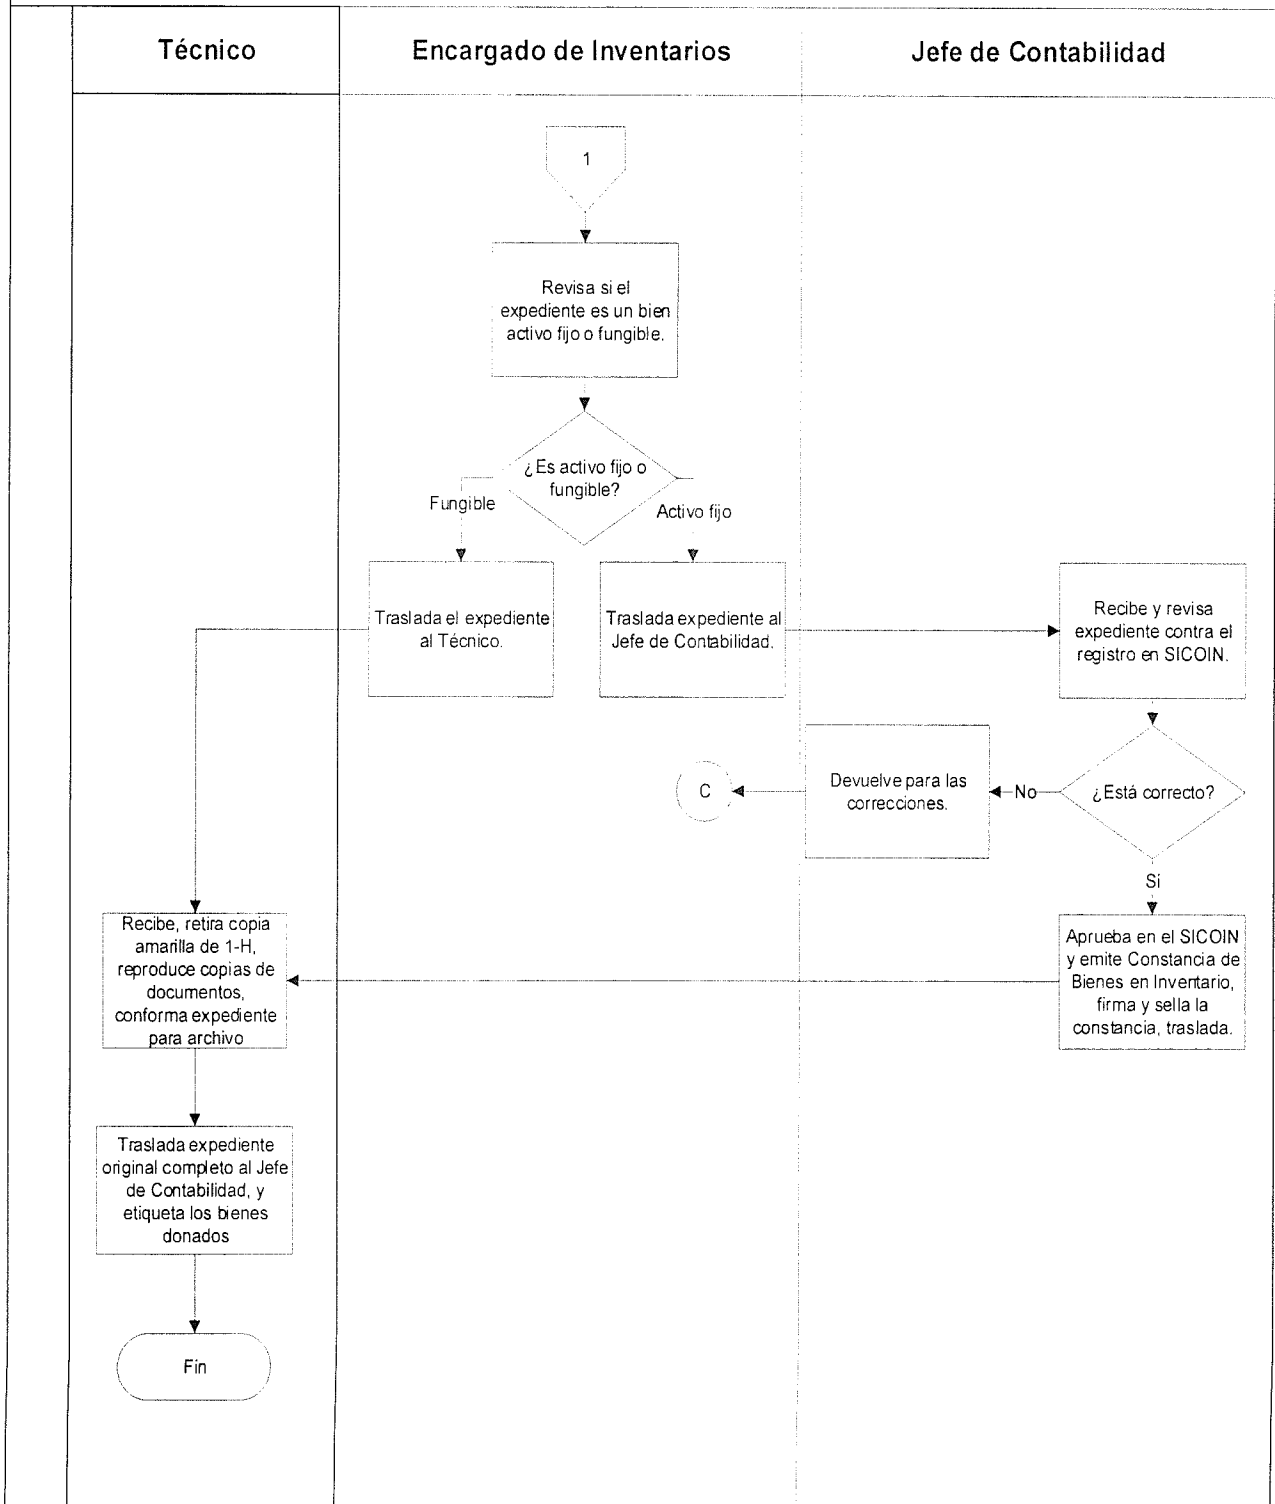 Técnico
Encargado de Inventarios
Jefe de Contabilidad
1
Revisa si el
expediente es un bien
activo fijo o fungible.
¿Es activo fijo o
fungible?
Fungible
Activo fijo
Traslada el expediente
al Técnico.
Traslada expediente al
Jefe de Contabilidad.
Recibe y revisa
expediente contra el
registro en SICOIN.
¿Está correcto?
No
Devuelve para las
correcciones.
C
Si
Aprueba en el SICOIN
y emite Constancia de
Bienes en Inventario,
firma y sella la
constancia, traslada.
Recibe, retira copia
amarilla de 1-H,
reproduce copias de
documentos,
conforma expediente
para archivo
Traslada expediente
original completo al Jefe
de Contabilidad, y
etiqueta los bienes
donados
Fin